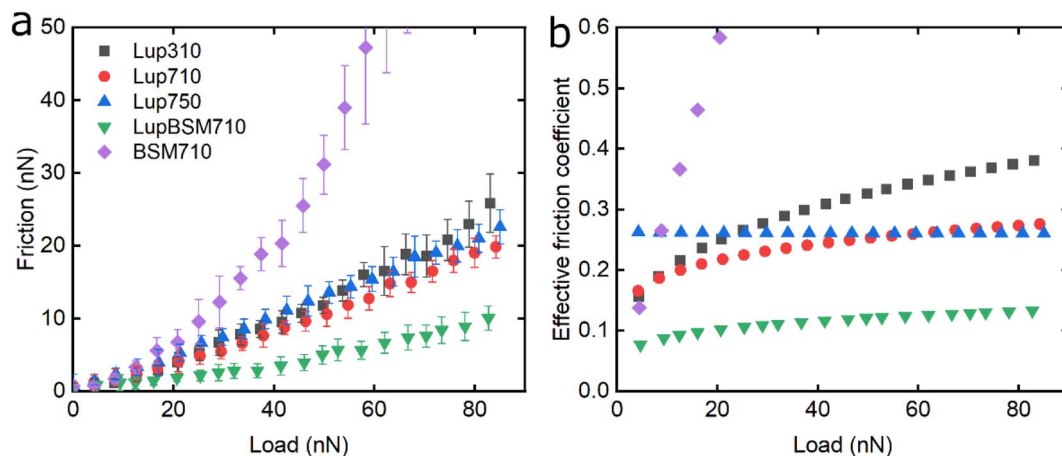 a
50
40
30
20
10
0
Friction (nN)
Lup310
Lup710
Lup750
LupBSM710
BSM710
0 20 40 60 80
Load (nN)
b
0.6
0.5
0.4
0.3
0.2
0.1
0.0
Effective friction coefficient
0 20 40 60 80
Load (nN)